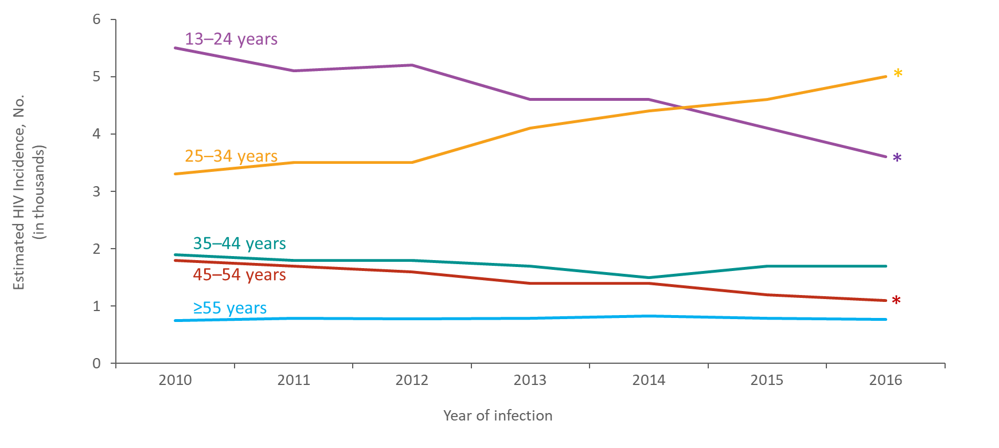 6
13–24 years
5
*
4
25–34 years
*
3
35–44 years
2
45–54 years
≥55 years
*
1
0
2010 2011 2012 2013 2014 2015 2016
Year of infection
Estimated HIV Incidence, No.
(in thousands)